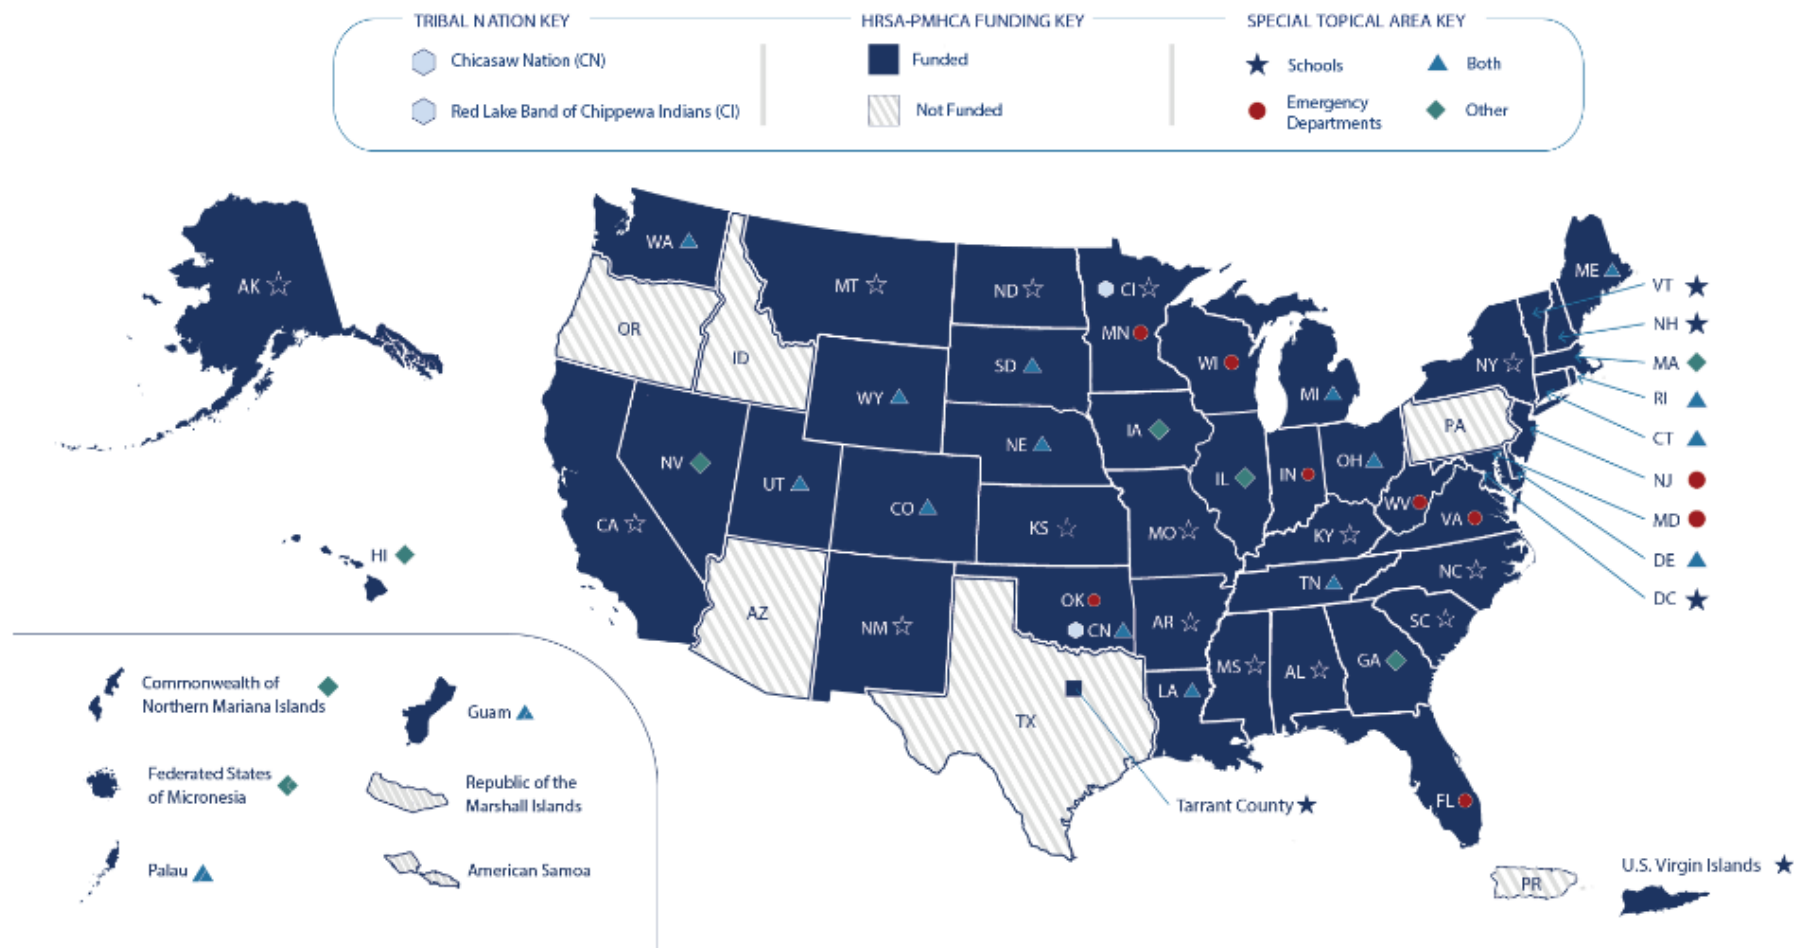 TRIBAL NATION KEY
Chicasaw Nation (CN)
Red Lake Band of Chippewa Indians (CI)
HRSA-PMHCA FUNDING KEY
Funded
Not Funded
SPECIAL TOPICAL AREA KEY
Schools
Both
Emergency
Departments
Other
AK
HI
WA
OR
ID
MT
ND
CI
MN
WI
MI
SD
WY
NE
IA
NV
UT
CO
CA
KS
MO
IL
IN
OH
WV
VA
KY
PA
NY
ME
VT
NH
MA
RI
CT
NJ
MD
DE
DC
AZ
NM
OK
CN
AR
TN
NC
SC
MS
AL
GA
LA
TX
FL
Tarrant County
PR
U.S. Virgin Islands
Commonwealth of
Northern Mariana Islands
Guam
Federated States
of Micronesia
Republic of the
Marshall Islands
Palau
American Samoa